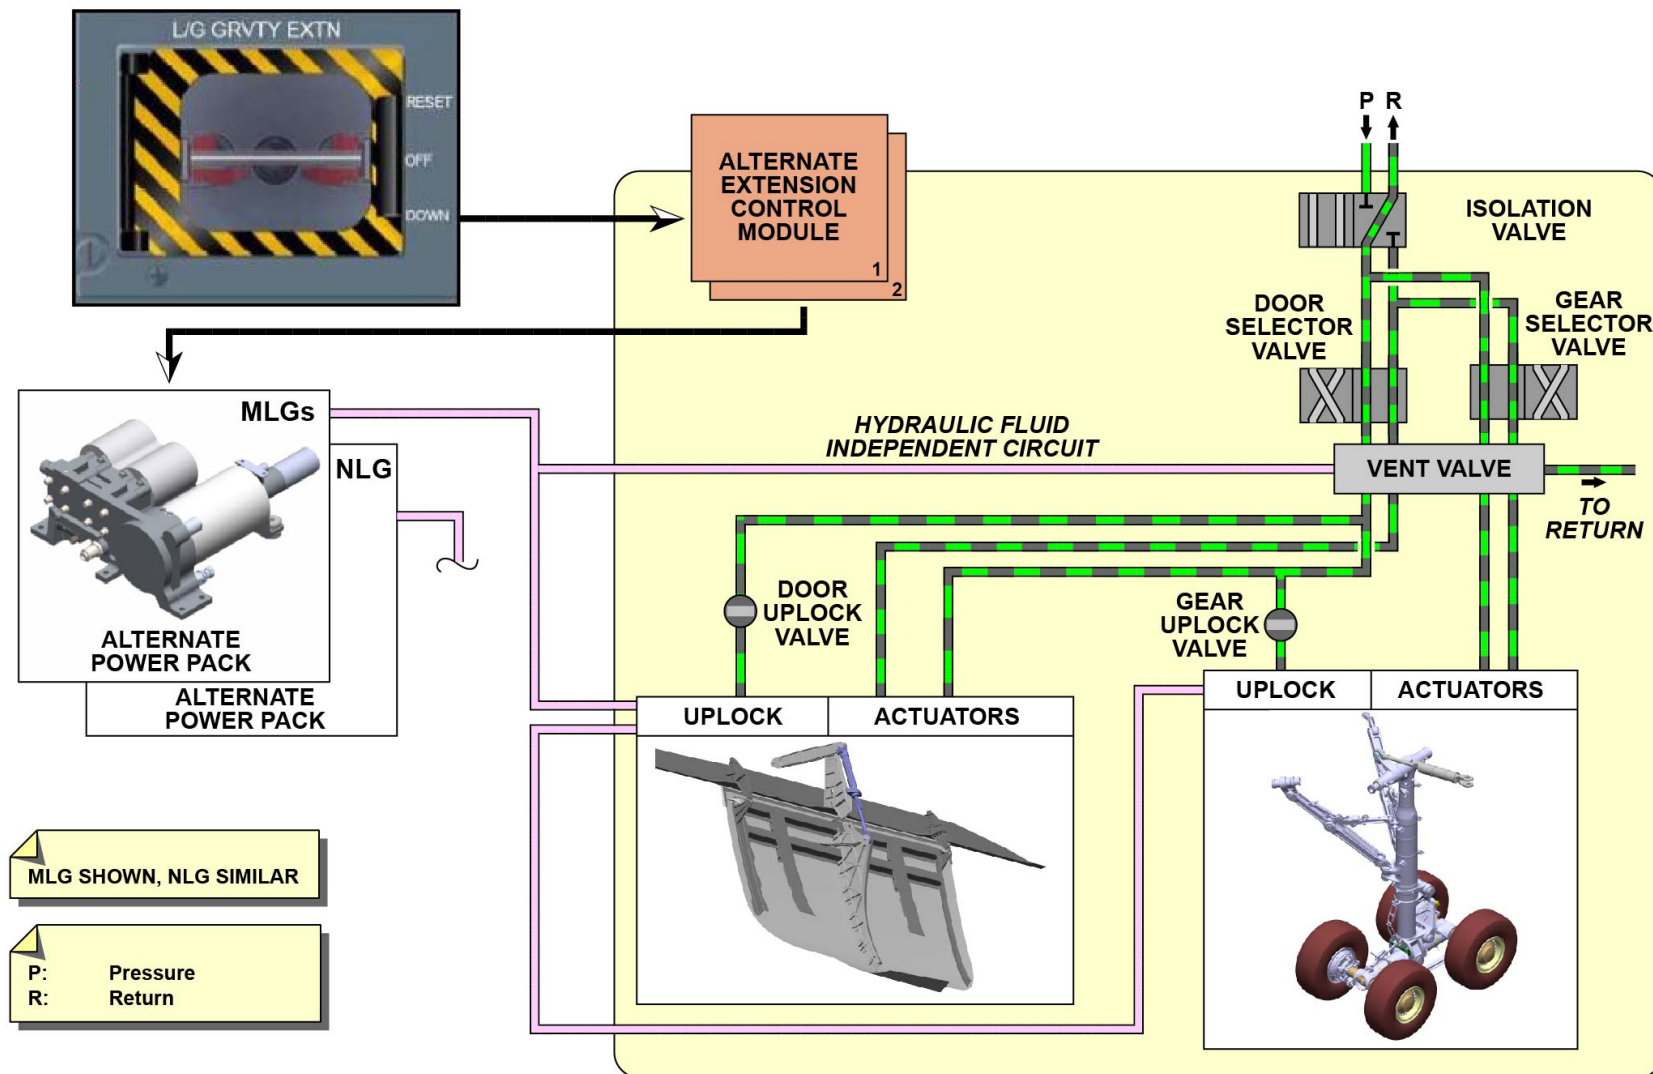 L/G GRVTY EXTN
RESET
OFF
DOWN
ALTERNATE
EXTENSION
CONTROL
MODULE
1
2
P
R
ISOLATION
VALVE
DOOR
SELECTOR
VALVE
GEAR
SELECTOR
VALVE
MLGs
NLG
HYDRAULIC FLUID
INDEPENDENT CIRCUIT
VENT VALVE
TO
RETURN
DOOR
UPLOCK
VALVE
GEAR
UPLOCK
VALVE
ALTERNATE
POWER PACK
ALTERNATE
POWER PACK
UPLOCK
ACTUATORS
UPLOCK
ACTUATORS
MLG SHOWN, NLG SIMILAR
P: Pressure
R: Return